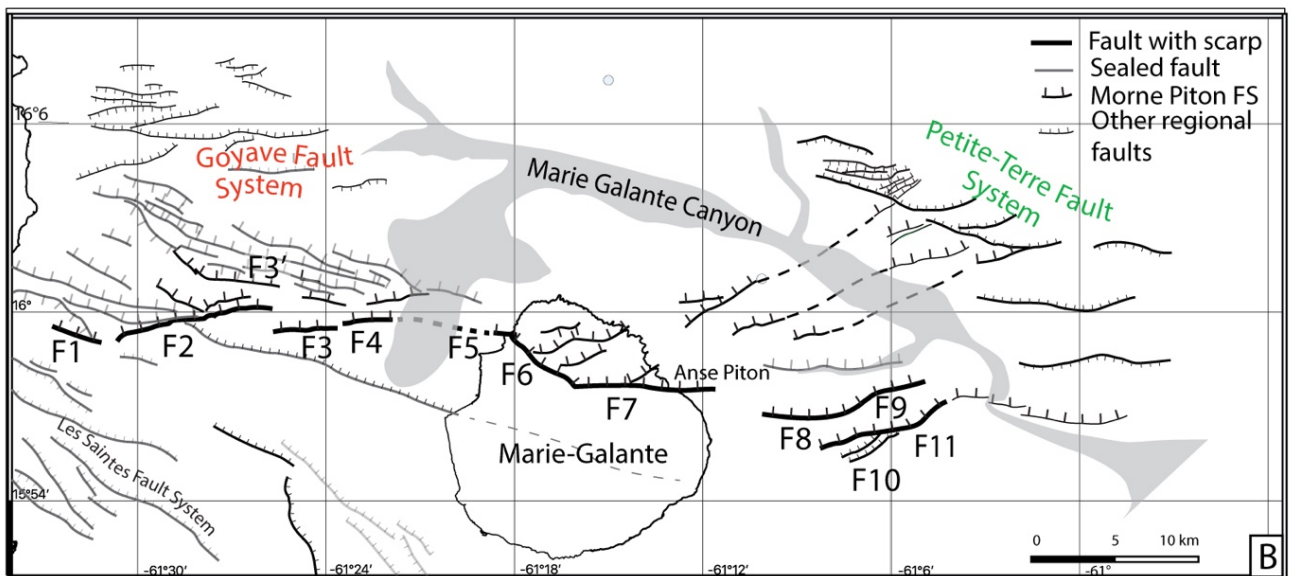 Fault with scarp
Sealed fault
Morne Piton FS
Other regional
faults
16°6
Goyave Fault
System
Petite-Terre Fault
System
Marie Galante Canyon
F3'
16°
F1
F2
F3
F4
F5
F6
F7
Anse Piton
F8
F9
F10
F11
Marie-Galante
Les Saintes Fault System
15°54'
0 5 10 km
B
-61°30'
-61°24'
-61°18'
-61°12'
-61°6'
-61°